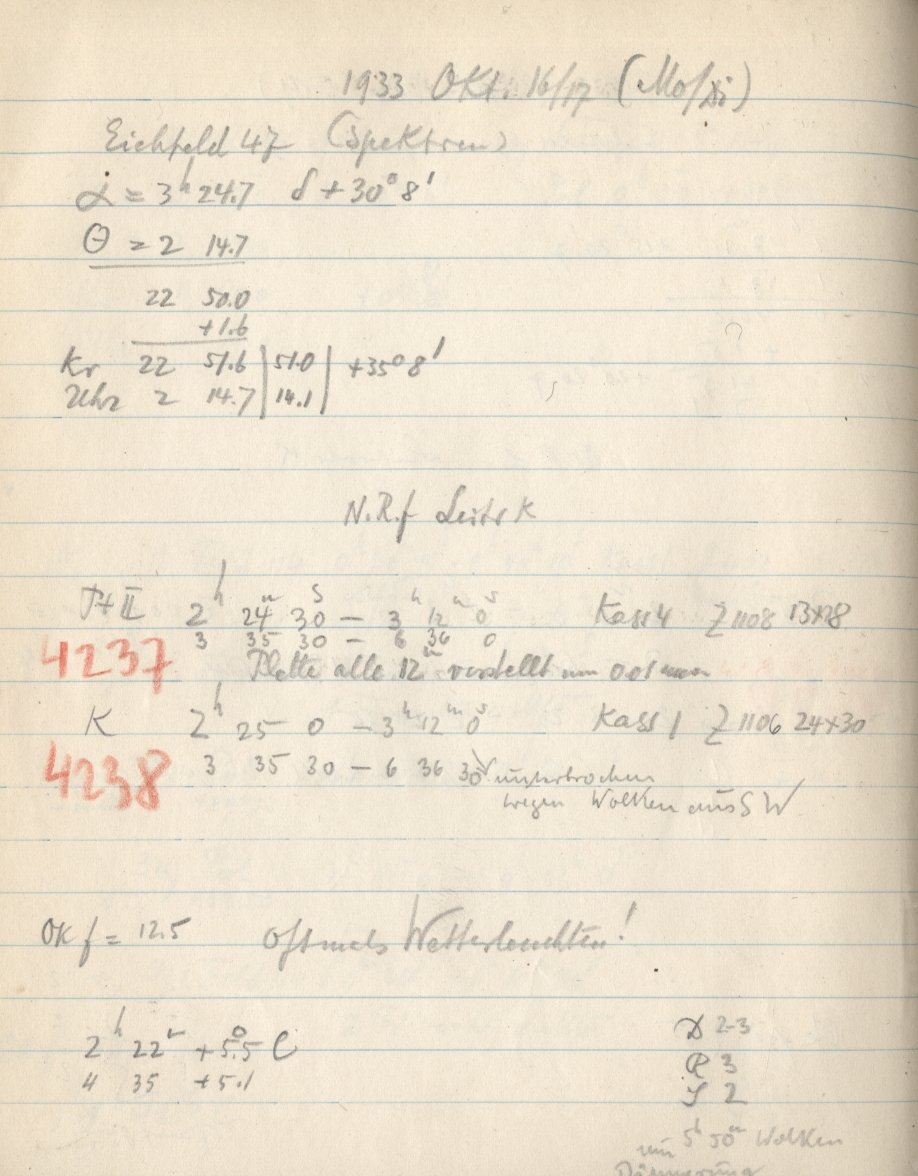 1933 Okt. 16/17 (Mo/Di)
Eichfeld 47 (Spektren)
α = 3h 24.7 δ + 30° 8'
Θ = 2 14.7
22 50.0
+1.6
Kr 22 51.6 | 51.0 | +35° 8'
Uhr 2 14.7 | 14.1 |
N.R.f Leitr K
II 2h 24m 30s — 3h 12m 0s Kass 4 Z 1108 13×18
3 35 30 — 6 36 0
4237
Platte alle 12m verstellt um 0.01 mm
K 2h 25 0 — 3h 12m 0s Kass 1 Z 1106 24×30
4238
3 35 30 — 6 36 30 unterbrochen
wegen Wolken aus SW
OK f = 12.5 Oftmals Wetterleuchten!
2h 22m +5.5° C
4 35 +5.1
D 2-3
R 3
S 2
um 5h 50m Wolken
Dämmerung